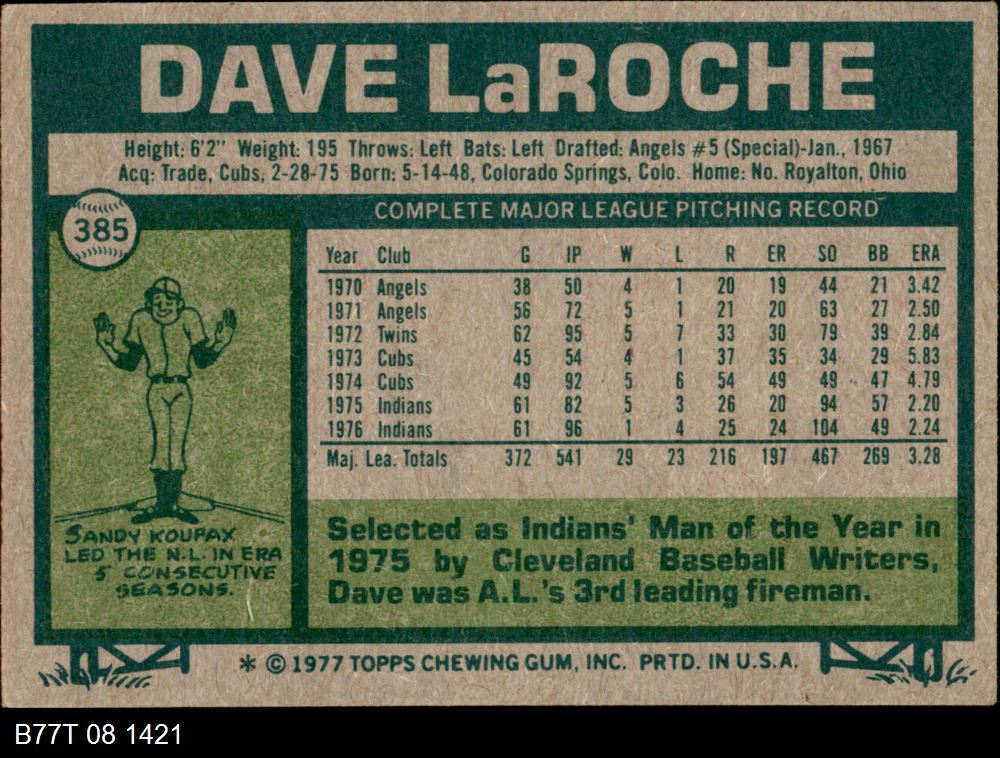 DAVE LaROCHE
Height: 6'2" Weight: 195 Throws: Left Bats: Left Drafted: Angels #5 (Special)-Jan., 1967
Acq: Trade, Cubs, 2-28-75 Born: 5-14-48, Colorado Springs, Colo. Home: No. Royalton, Ohio
385
COMPLETE MAJOR LEAGUE PITCHING RECORD
Year Club G IP W L R ER SO BB ERA
1970 Angels 38 50 4 1 20 19 44 21 3.42
1971 Angels 56 72 5 1 21 20 63 27 2.50
1972 Twins 62 95 5 7 33 30 79 39 2.84
1973 Cubs 45 54 4 1 37 35 34 29 5.83
1974 Cubs 49 92 5 6 54 49 49 47 4.79
1975 Indians 61 82 5 3 26 20 94 57 2.20
1976 Indians 61 96 1 4 25 24 104 49 2.24
Maj. Lea. Totals 372 541 29 23 216 197 467 269 3.28
SANDY KOUFAX
LED THE N.L. IN ERA
5 CONSECUTIVE
SEASONS.
Selected as Indians' Man of the Year in
1975 by Cleveland Baseball Writers,
Dave was A.L.'s 3rd leading fireman.
* © 1977 TOPPS CHEWING GUM, INC. PRTD. IN U.S.A.
B77T 08 1421